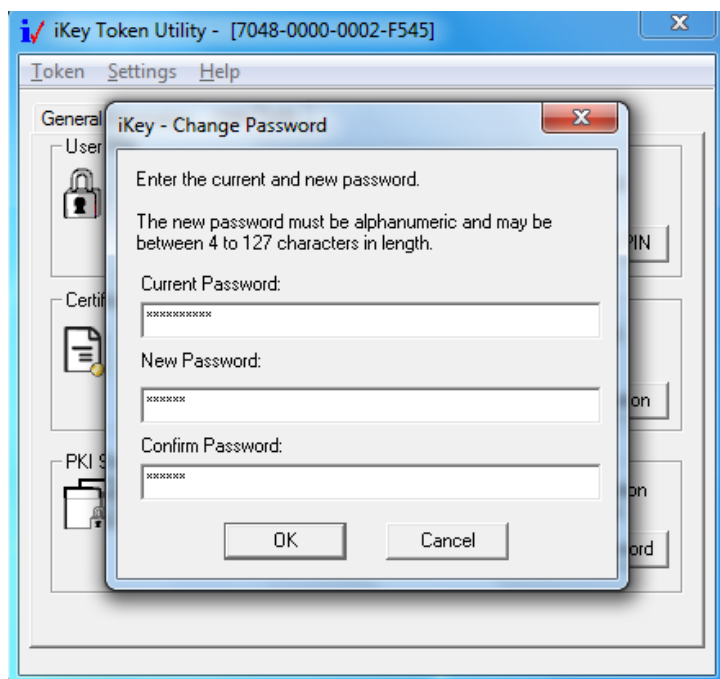 iKey Token Utility - [7048-0000-0002-F545]
Token Settings Help
General
iKey - Change Password
User
Enter the current and new password.
The new password must be alphanumeric and may be
between 4 to 127 characters in length.
PIN
Current Password:
Certif
××××××××××
New Password:
××××××
on
Confirm Password:
PKI S
××××××
on
OK
Cancel
ord